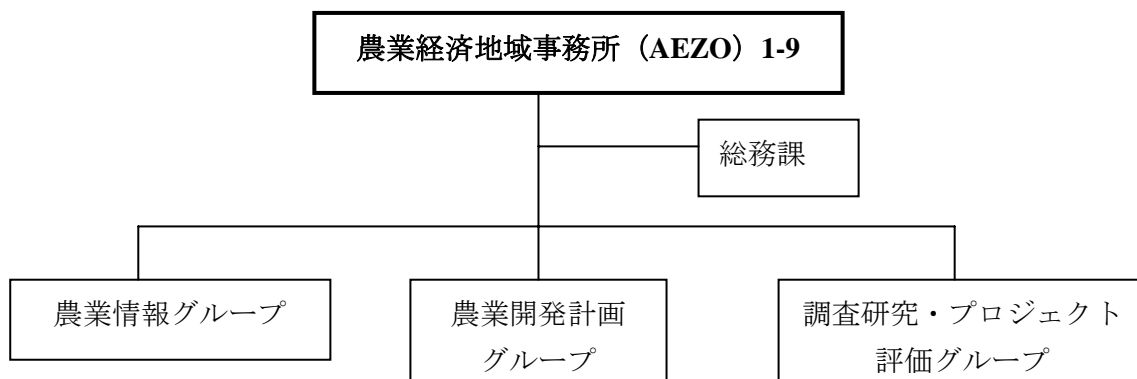 農業経済地域事務所（AEZO）1-9
総務課
農業情報グループ
農業開発計画
グループ
調査研究・プロジェクト
評価グループ